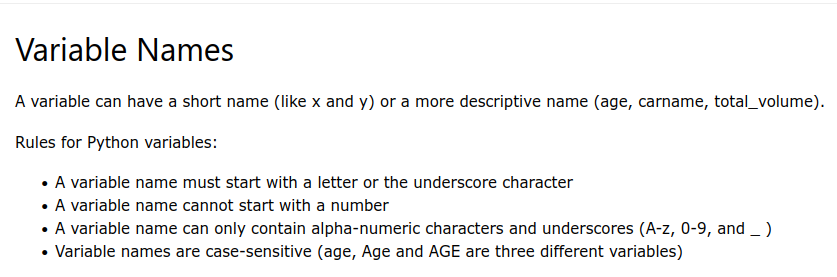 Variable Names
A variable can have a short name (like x and y) or a more descriptive name (age, carname, total_volume).
Rules for Python variables:
• A variable name must start with a letter or the underscore character
• A variable name cannot start with a number
• A variable name can only contain alpha-numeric characters and underscores (A-z, 0-9, and _ )
• Variable names are case-sensitive (age, Age and AGE are three different variables)